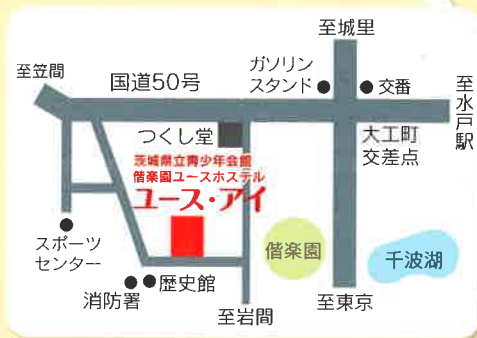 至城里
至笠間
国道50号
ガソリン
スタンド
交番
至水戸駅
つくし堂
大工町
交差点
茨城県立青少年会館
偕楽園ユースホステル
ユース・アイ
スポーツ
センター
偕楽園
千波湖
歴史館
消防署
至岩間
至東京